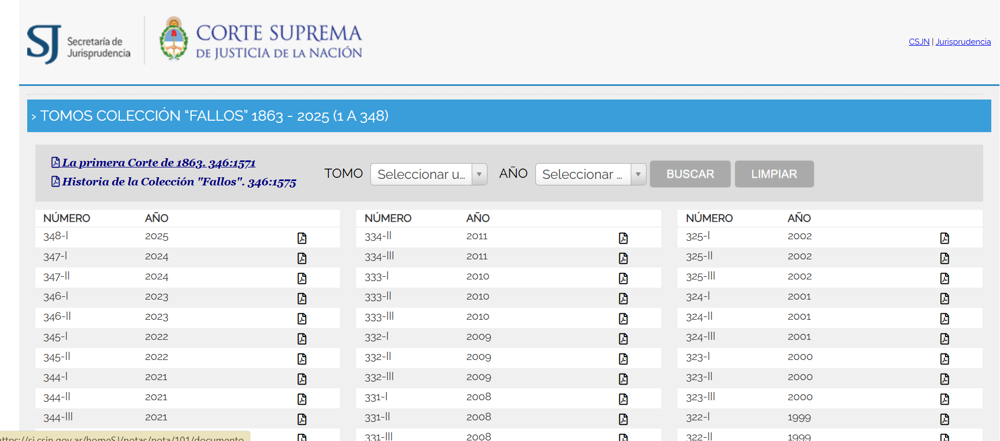 SJ Secretaría de
Jurisprudencia
CORTE SUPREMA
DE JUSTICIA DE LA NACIÓN
CSJN | Jurisprudencia
› TOMOS COLECCIÓN “FALLOS” 1863 - 2025 (1 A 348)
La primera Corte de 1863. 346:1571
Historia de la Colección "Fallos". 346:1575
TOMO Seleccionar u... AÑO Seleccionar ... BUSCAR LIMPIAR
NÚMERO AÑO
348-I 2025
347-I 2024
347-II 2024
346-I 2023
346-II 2023
345-I 2022
345-II 2022
344-I 2021
344-II 2021
344-III 2021
NÚMERO AÑO
334-II 2011
334-III 2011
333-I 2010
333-II 2010
333-III 2010
332-I 2009
332-II 2009
332-III 2009
331-I 2008
331-II 2008
331-III 2008
NÚMERO AÑO
325-I 2002
325-II 2002
325-III 2002
324-I 2001
324-II 2001
324-III 2001
323-I 2000
323-II 2000
323-III 2000
322-I 1999
322-II 1999
https://sj.csjn.gov.ar/homeSJ/notas/nota/101/documento